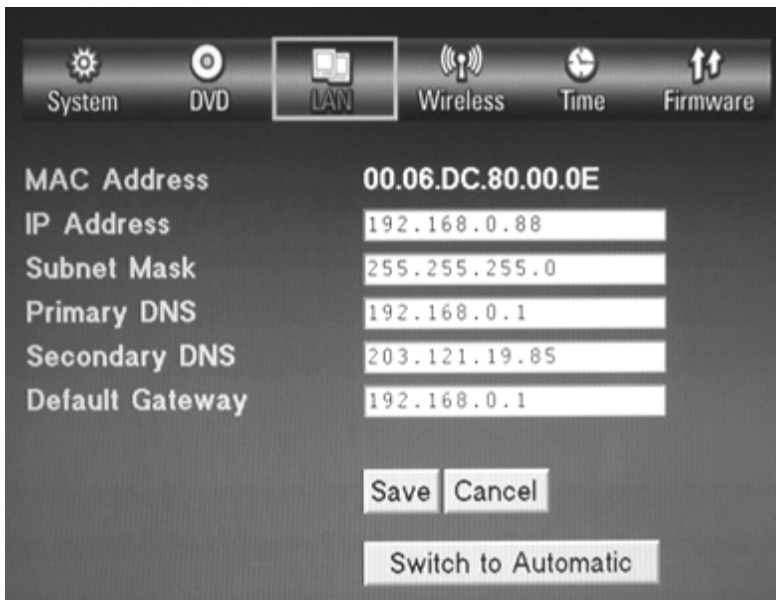 System DVD LAN Wireless Time Firmware
MAC Address 00.06.DC.80.00.0E
IP Address 192.168.0.88
Subnet Mask 255.255.255.0
Primary DNS 192.168.0.1
Secondary DNS 203.121.19.85
Default Gateway 192.168.0.1
Save Cancel
Switch to Automatic